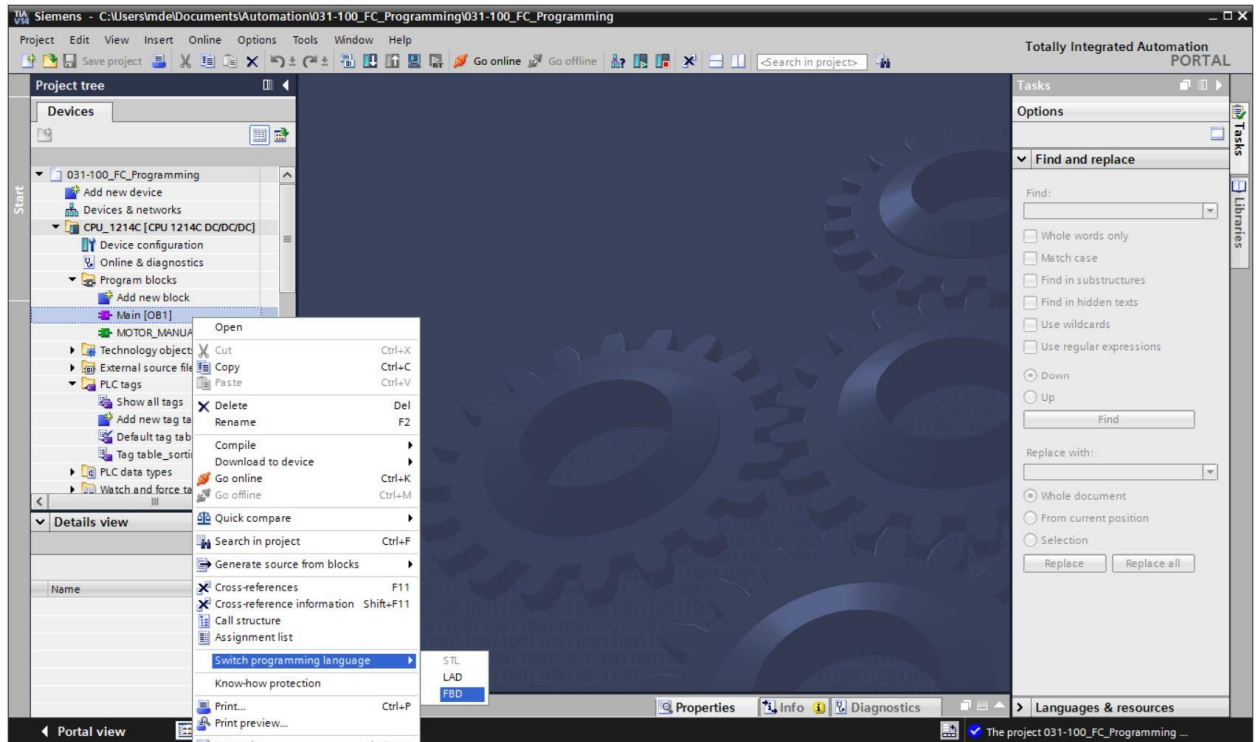 TIA V14 Siemens - C:\Users\mde\Documents\Automation\031-100_FC_Programming\031-100_FC_Programming
Project Edit View Insert Online Options Tools Window Help
Totally Integrated Automation
PORTAL
Save project Go online Go offline <Search in project>
Project tree
Devices
Start
031-100_FC_Programming
Add new device
Devices & networks
CPU_1214C [CPU 1214C DC/DC/DC]
Device configuration
Online & diagnostics
Program blocks
Add new block
Main [OB1]
MOTOR_MANUA
Technology object
External source file
PLC tags
Show all tags
Add new tag ta
Default tag tab
Tag table_sorti
PLC data types
Watch and force ta
Details view
Name
Open
Cut Ctrl+X
Copy Ctrl+C
Paste Ctrl+V
Delete Del
Rename F2
Compile
Download to device
Go online Ctrl+K
Go offline Ctrl+M
Quick compare
Search in project Ctrl+F
Generate source from blocks
Cross-references F11
Cross-reference information Shift+F11
Call structure
Assignment list
Switch programming language
Know-how protection
Print... Ctrl+P
Print preview...
STL
LAD
FBD
Tasks
Options
Find and replace
Find:
Whole words only
Match case
Find in substructures
Find in hidden texts
Use wildcards
Use regular expressions
Down
Up
Find
Replace with:
Whole document
From current position
Selection
Replace Replace all
Languages & resources
Tasks
Libraries
Properties Info Diagnostics
Portal view
The project 031-100_FC_Programming ...